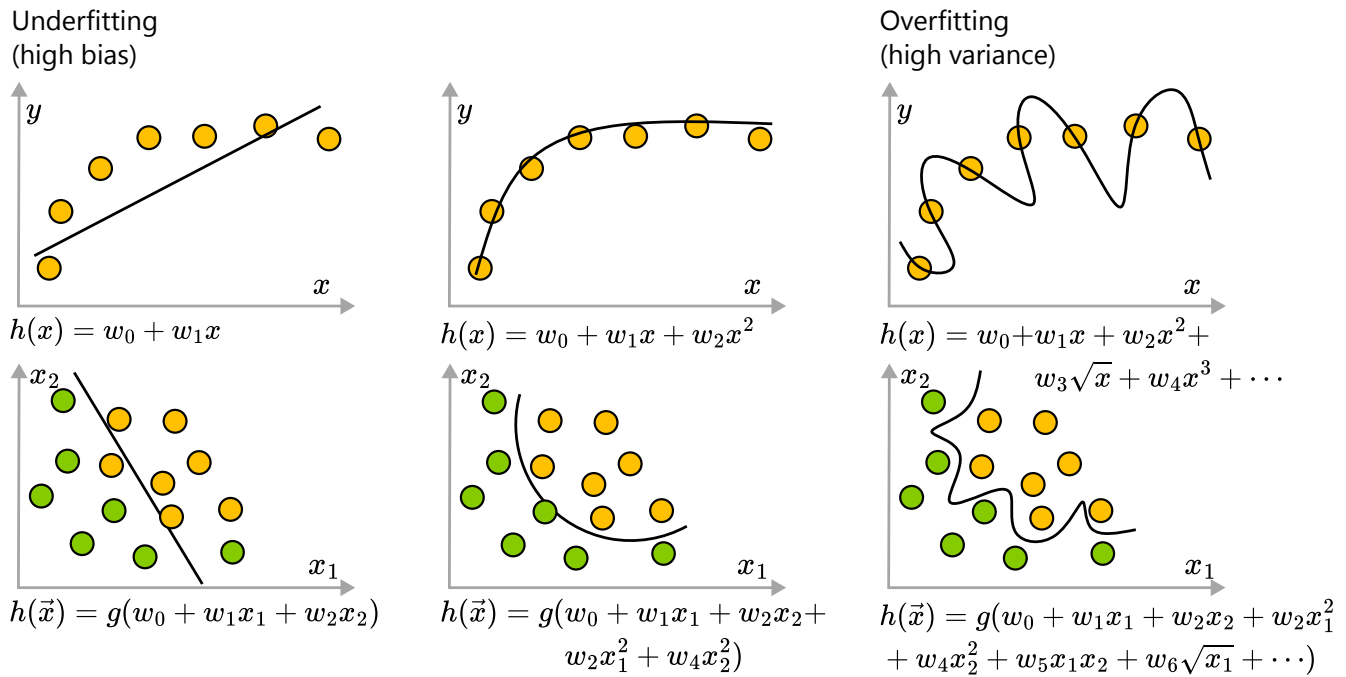 Underfitting
(high bias)
Overfitting
(high variance)
y
x
h(x) = w₀ + w₁x
y
x
h(x) = w₀ + w₁x + w₂x²
y
x
h(x) = w₀+w₁x + w₂x²+
w₃√x + w₄x³ + ⋯
x₂
x₁
h(x⃗) = g(w₀ + w₁x₁ + w₂x₂)
x₂
x₁
h(x⃗) = g(w₀ + w₁x₁ + w₂x₂+
w₂x₁² + w₄x₂²)
x₂
x₁
h(x⃗) = g(w₀ + w₁x₁ + w₂x₂ + w₂x₁²
+ w₄x₂² + w₅x₁x₂ + w₆√x₁ + ⋯)